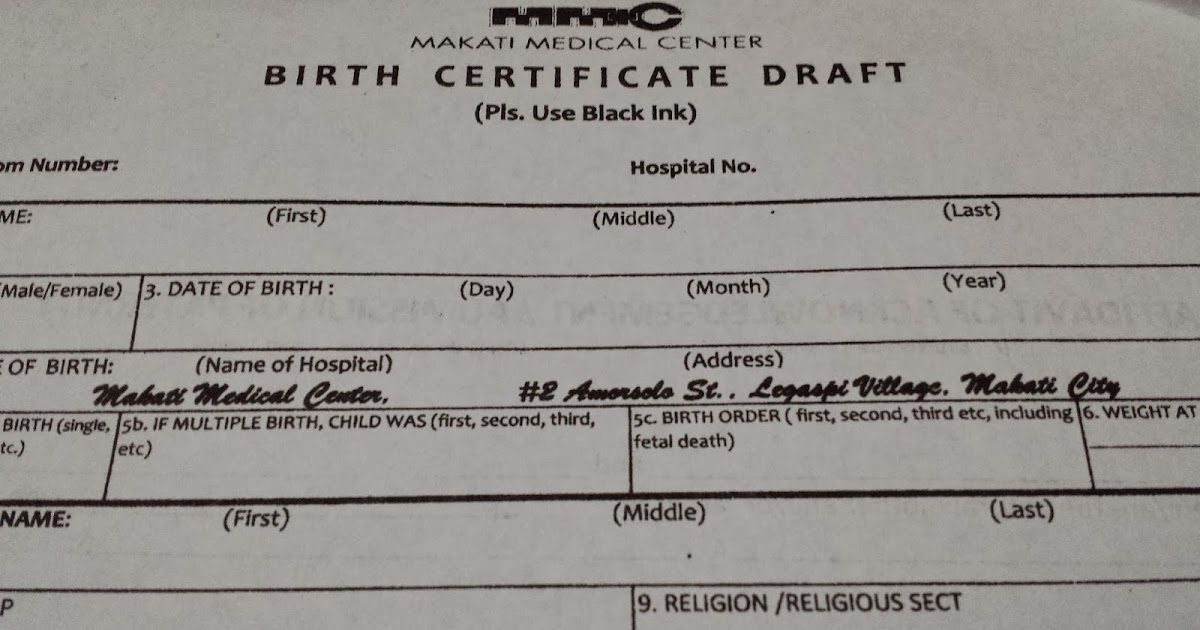 MMC
MAKATI MEDICAL CENTER
BIRTH CERTIFICATE DRAFT
(Pls. Use Black Ink)
om Number: Hospital No.
ME: (First) (Middle) (Last)
Male/Female) 3. DATE OF BIRTH : (Day) (Month) (Year)
E OF BIRTH: (Name of Hospital) (Address)
Makati Medical Center, #2 Amorsolo St., Legaspi Village, Makati City
BIRTH (single, 5b. IF MULTIPLE BIRTH, CHILD WAS (first, second, third, 5c. BIRTH ORDER ( first, second, third etc, including 6. WEIGHT AT
tc.) etc) fetal death)
NAME: (First) (Middle) (Last)
P 9. RELIGION /RELIGIOUS SECT